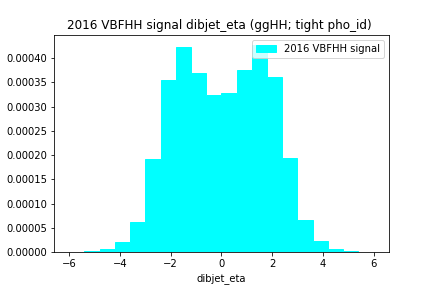 2016 VBFHH signal dibjet_eta (ggHH; tight pho_id)
2016 VBFHH signal
0.00040
0.00035
0.00030
0.00025
0.00020
0.00015
0.00010
0.00005
0.00000
−6 −4 −2 0 2 4 6
dibjet_eta